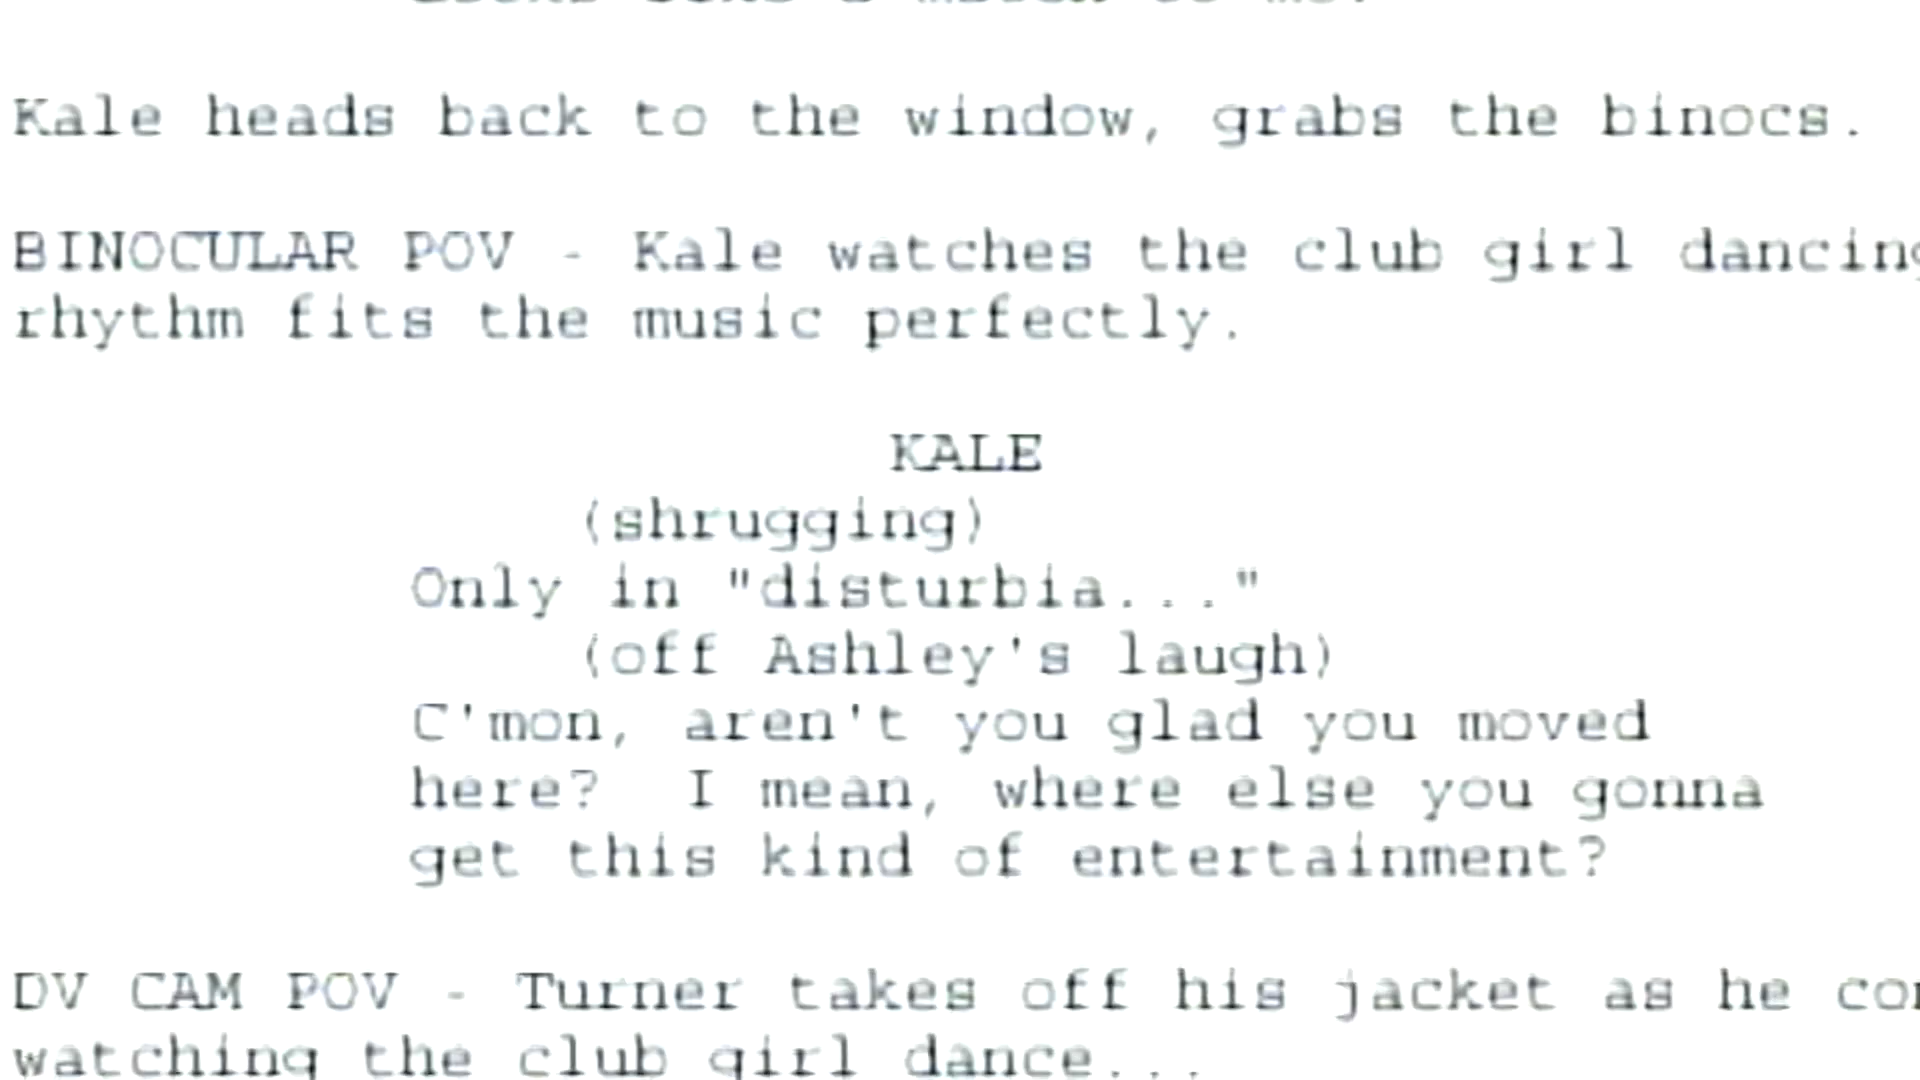 Kale heads back to the window, grabs the binocs.
BINOCULAR POV - Kale watches the club girl dancing
rhythm fits the music perfectly.
KALE
(shrugging)
Only in "disturbia..."
(off Ashley's laugh)
C'mon, aren't you glad you moved
here? I mean, where else you gonna
get this kind of entertainment?
DV CAM POV - Turner takes off his jacket as he
watching the club girl dance...